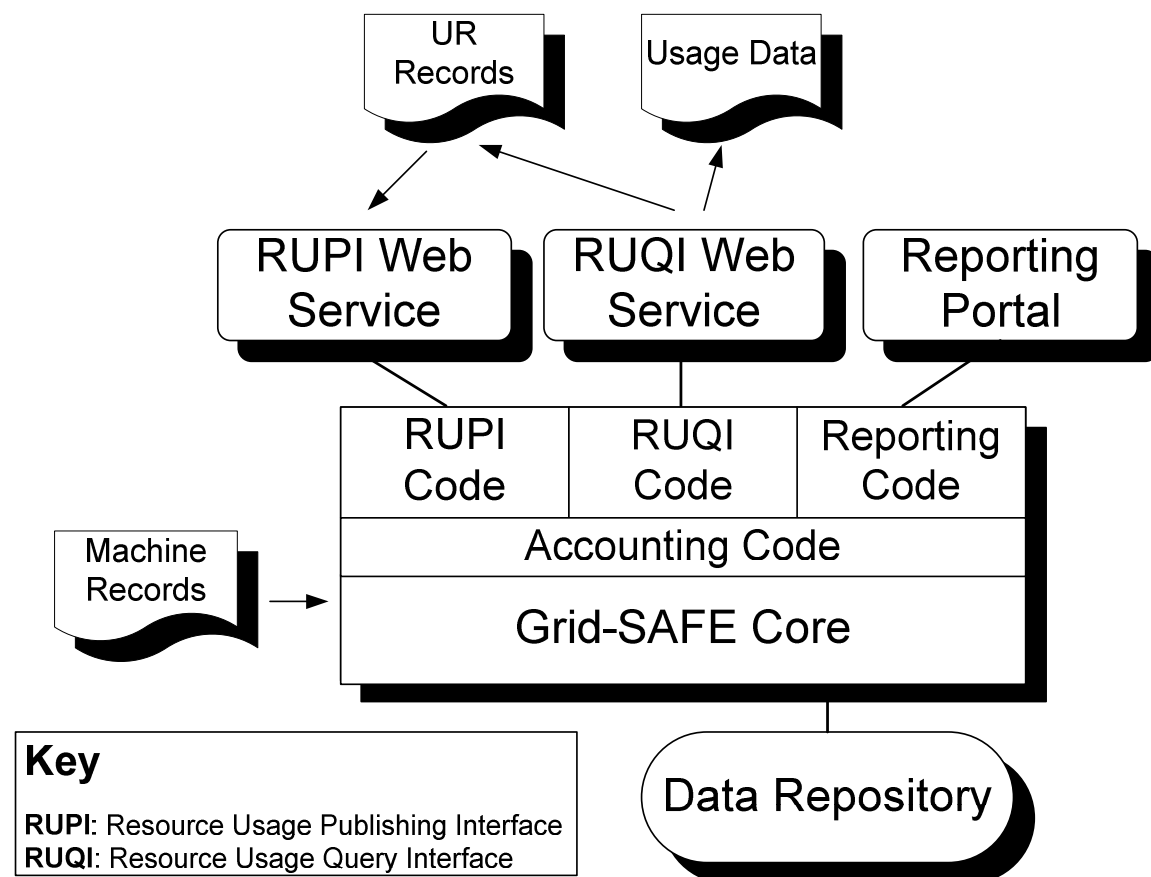 UR
Records
Usage Data
RUPI Web
Service
RUQI Web
Service
Reporting
Portal
RUPI
Code
RUQI
Code
Reporting
Code
Accounting Code
Machine
Records
Grid-SAFE Core
Key
RUPI: Resource Usage Publishing Interface
RUQI: Resource Usage Query Interface
Data Repository